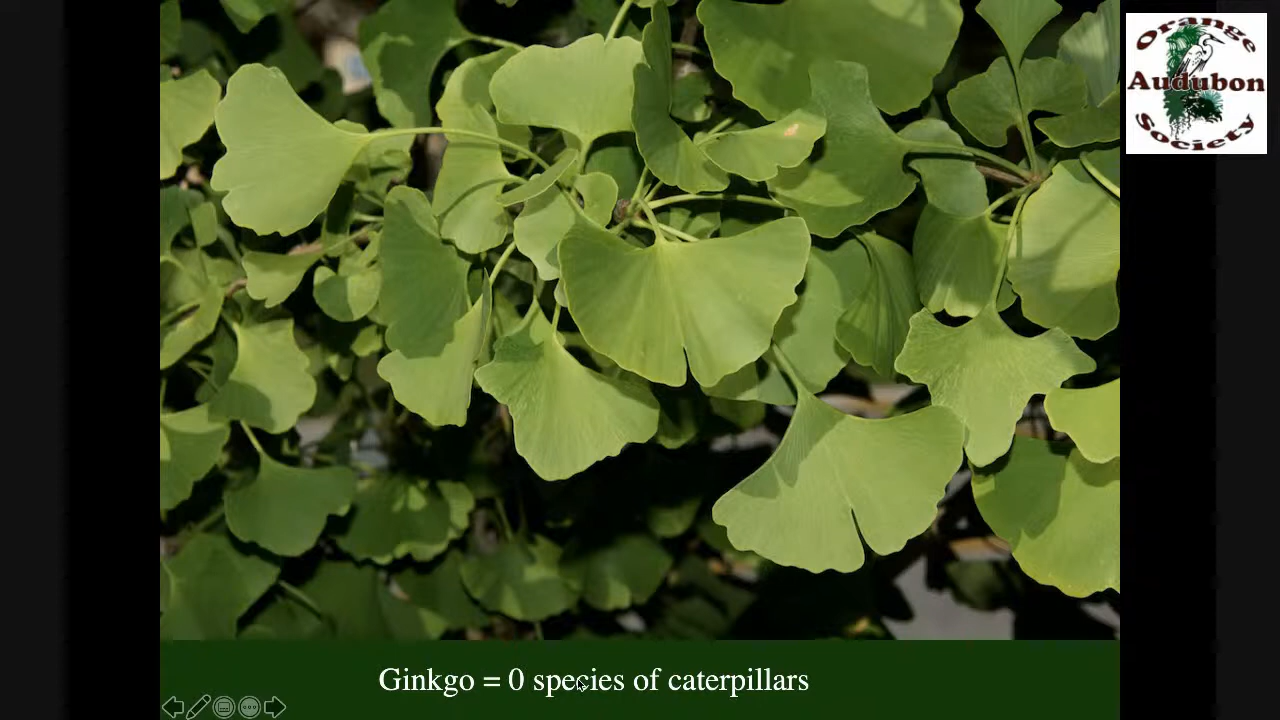 Orange
Audubon
Society
Ginkgo = 0 species of caterpillars